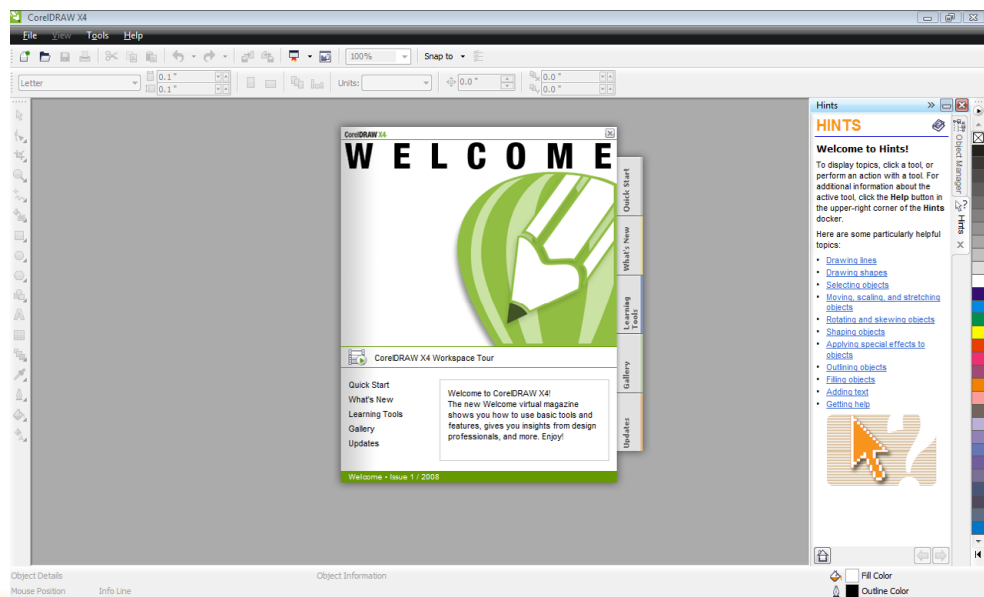 CorelDRAW X4
File View Tools Help
100% Snap to
Letter 0.1 " 0.1 " Units: 0.0 " 0.0 " 0.0 "
CorelDRAW X4
WELCOME
Quick Start
What's New
Learning Tools
Gallery
Updates
CorelDRAW X4 Workspace Tour
Quick Start
What's New
Learning Tools
Gallery
Updates
Welcome to CorelDRAW X4!
The new Welcome virtual magazine
shows you how to use basic tools and
features, gives you insights from design
professionals, and more. Enjoy!
Welcome • Issue 1 / 2008
Hints
HINTS
Welcome to Hints!
To display topics, click a tool, or
perform an action with a tool. For
additional information about the
active tool, click the Help button in
the upper-right corner of the Hints
docker.
Here are some particularly helpful
topics:
• Drawing lines
• Drawing shapes
• Selecting objects
• Moving, scaling, and stretching
objects
• Rotating and skewing objects
• Shaping objects
• Applying special effects to
objects
• Outlining objects
• Filling objects
• Adding text
• Getting help
Object Manager
Hints
Object Details
Object Information
Fill Color
Mouse Position
Info Line
Outline Color